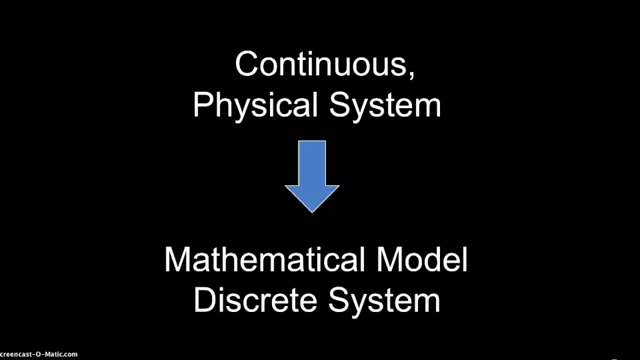 Continuous,
Physical System
Mathematical Model
Discrete System
creencast-O-Matic.com